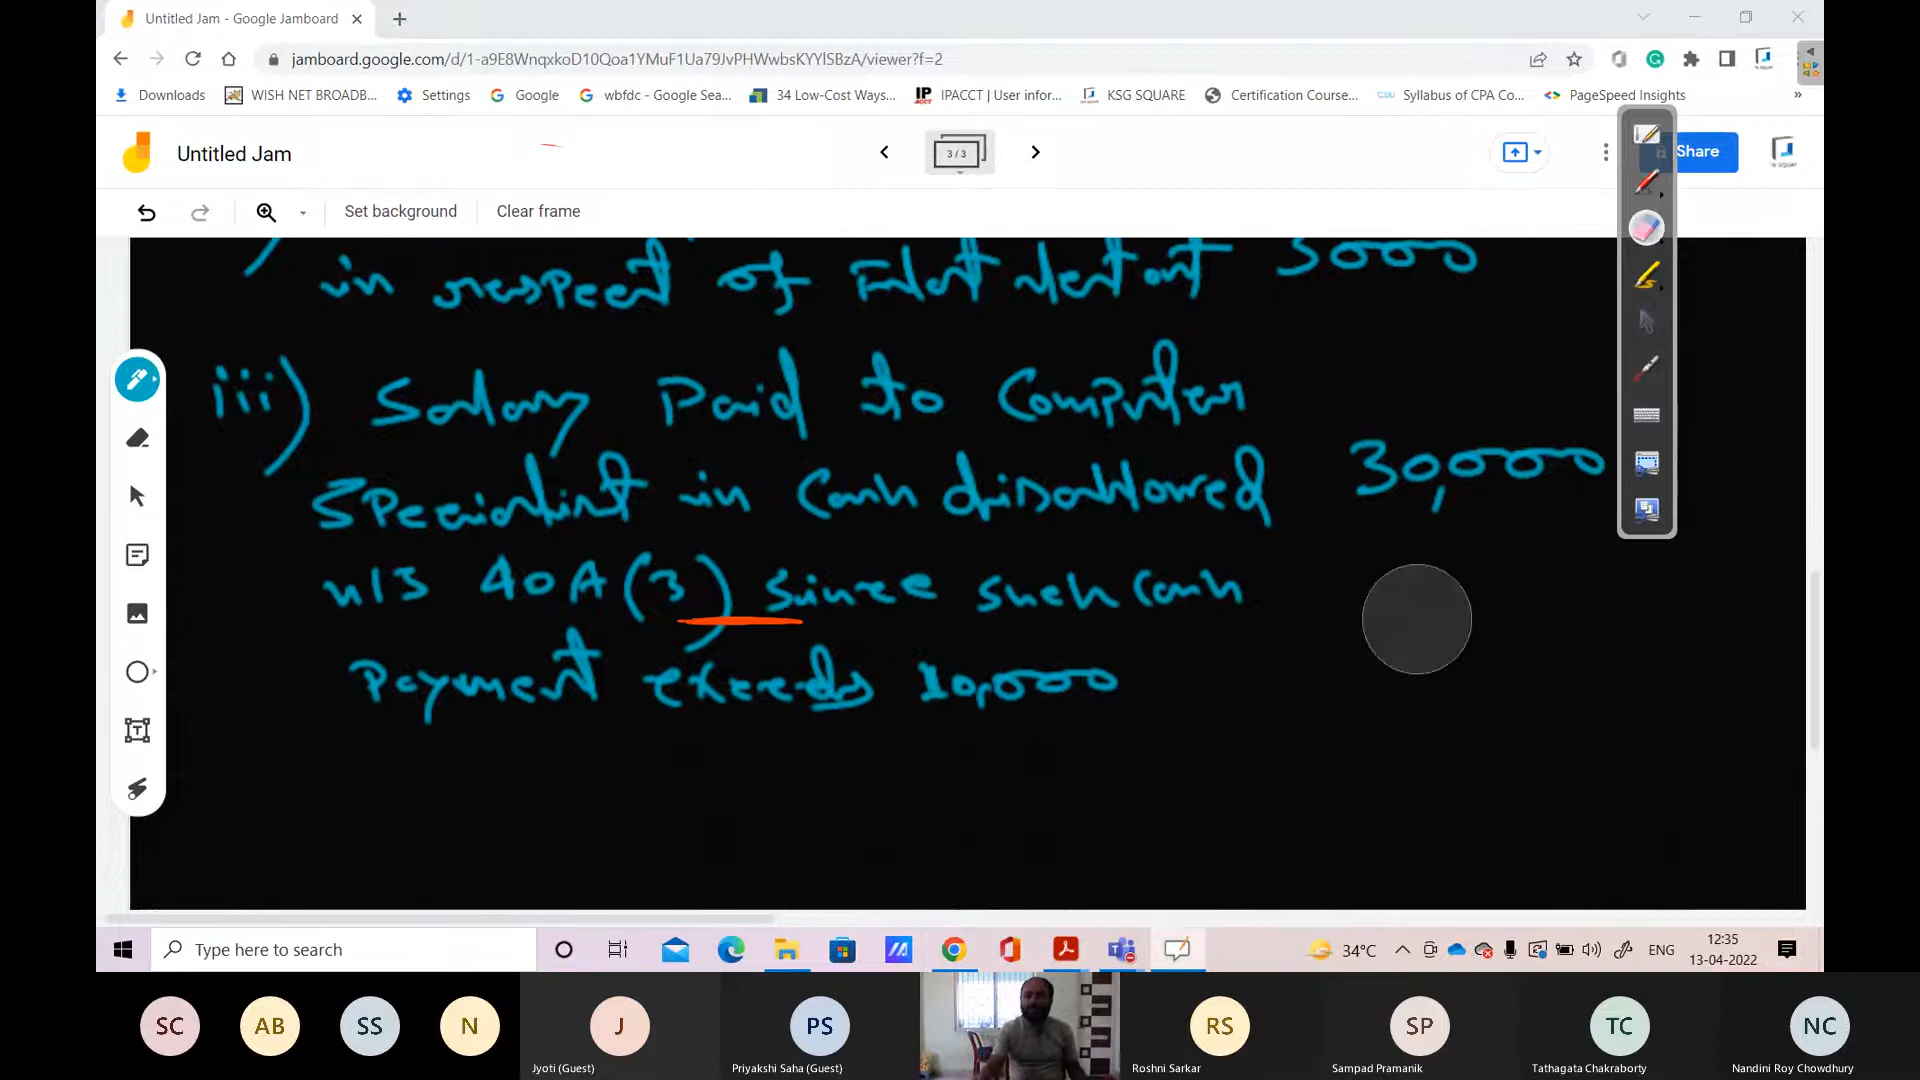 Untitled Jam - Google Jamboard
jamboard.google.com/d/1-a9E8WnqxkoD10Qoa1YMuF1Ua79JvPHWwbsKYYlSBzA/viewer?f=2
Downloads WISH NET BROADB... Settings Google wbfdc - Google Sea... 34 Low-Cost Ways... IPACCT | User infor... KSG SQUARE Certification Course... Syllabus of CPA Co... PageSpeed Insights »
Untitled Jam 3 / 3 Share
Set background Clear frame
in respect of Flat let out 3000
iii) Salary Paid to Computer
Specialist in Cash disallowed 30,000
u/s 40A(3) since such Cash
Payment exceeds 10,000
Type here to search 34°C ENG 12:35
13-04-2022
SC AB SS N J PS RS SP TC NC
Jyoti (Guest) Priyakshi Saha (Guest) Roshni Sarkar Sampad Pramanik Tathagata Chakraborty Nandini Roy Chowdhury